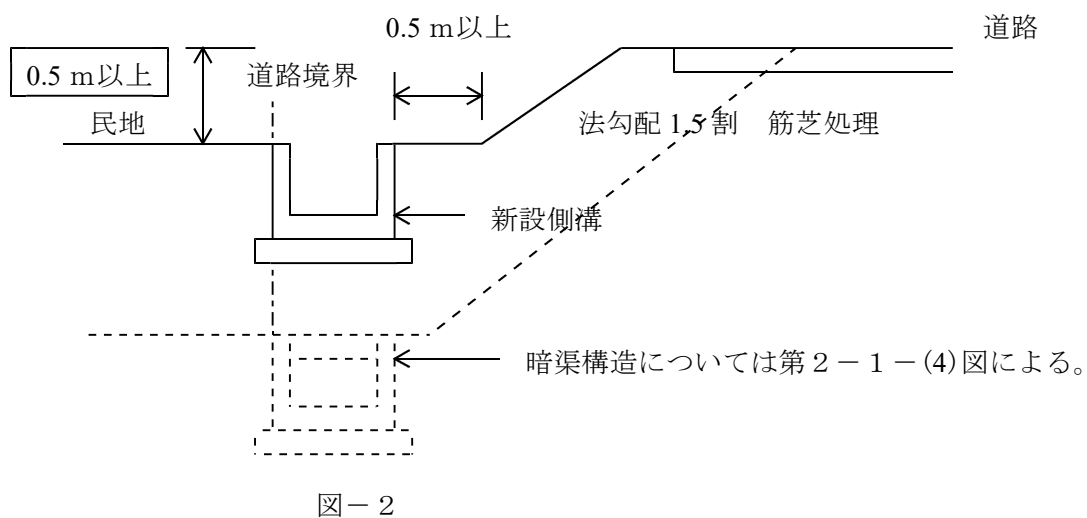 0.5 m以上
道路
0.5 m以上
道路境界
民地
法勾配 1.5 割 筋芝処理
新設側溝
暗渠構造については第２－１－(4)図による。
図－２